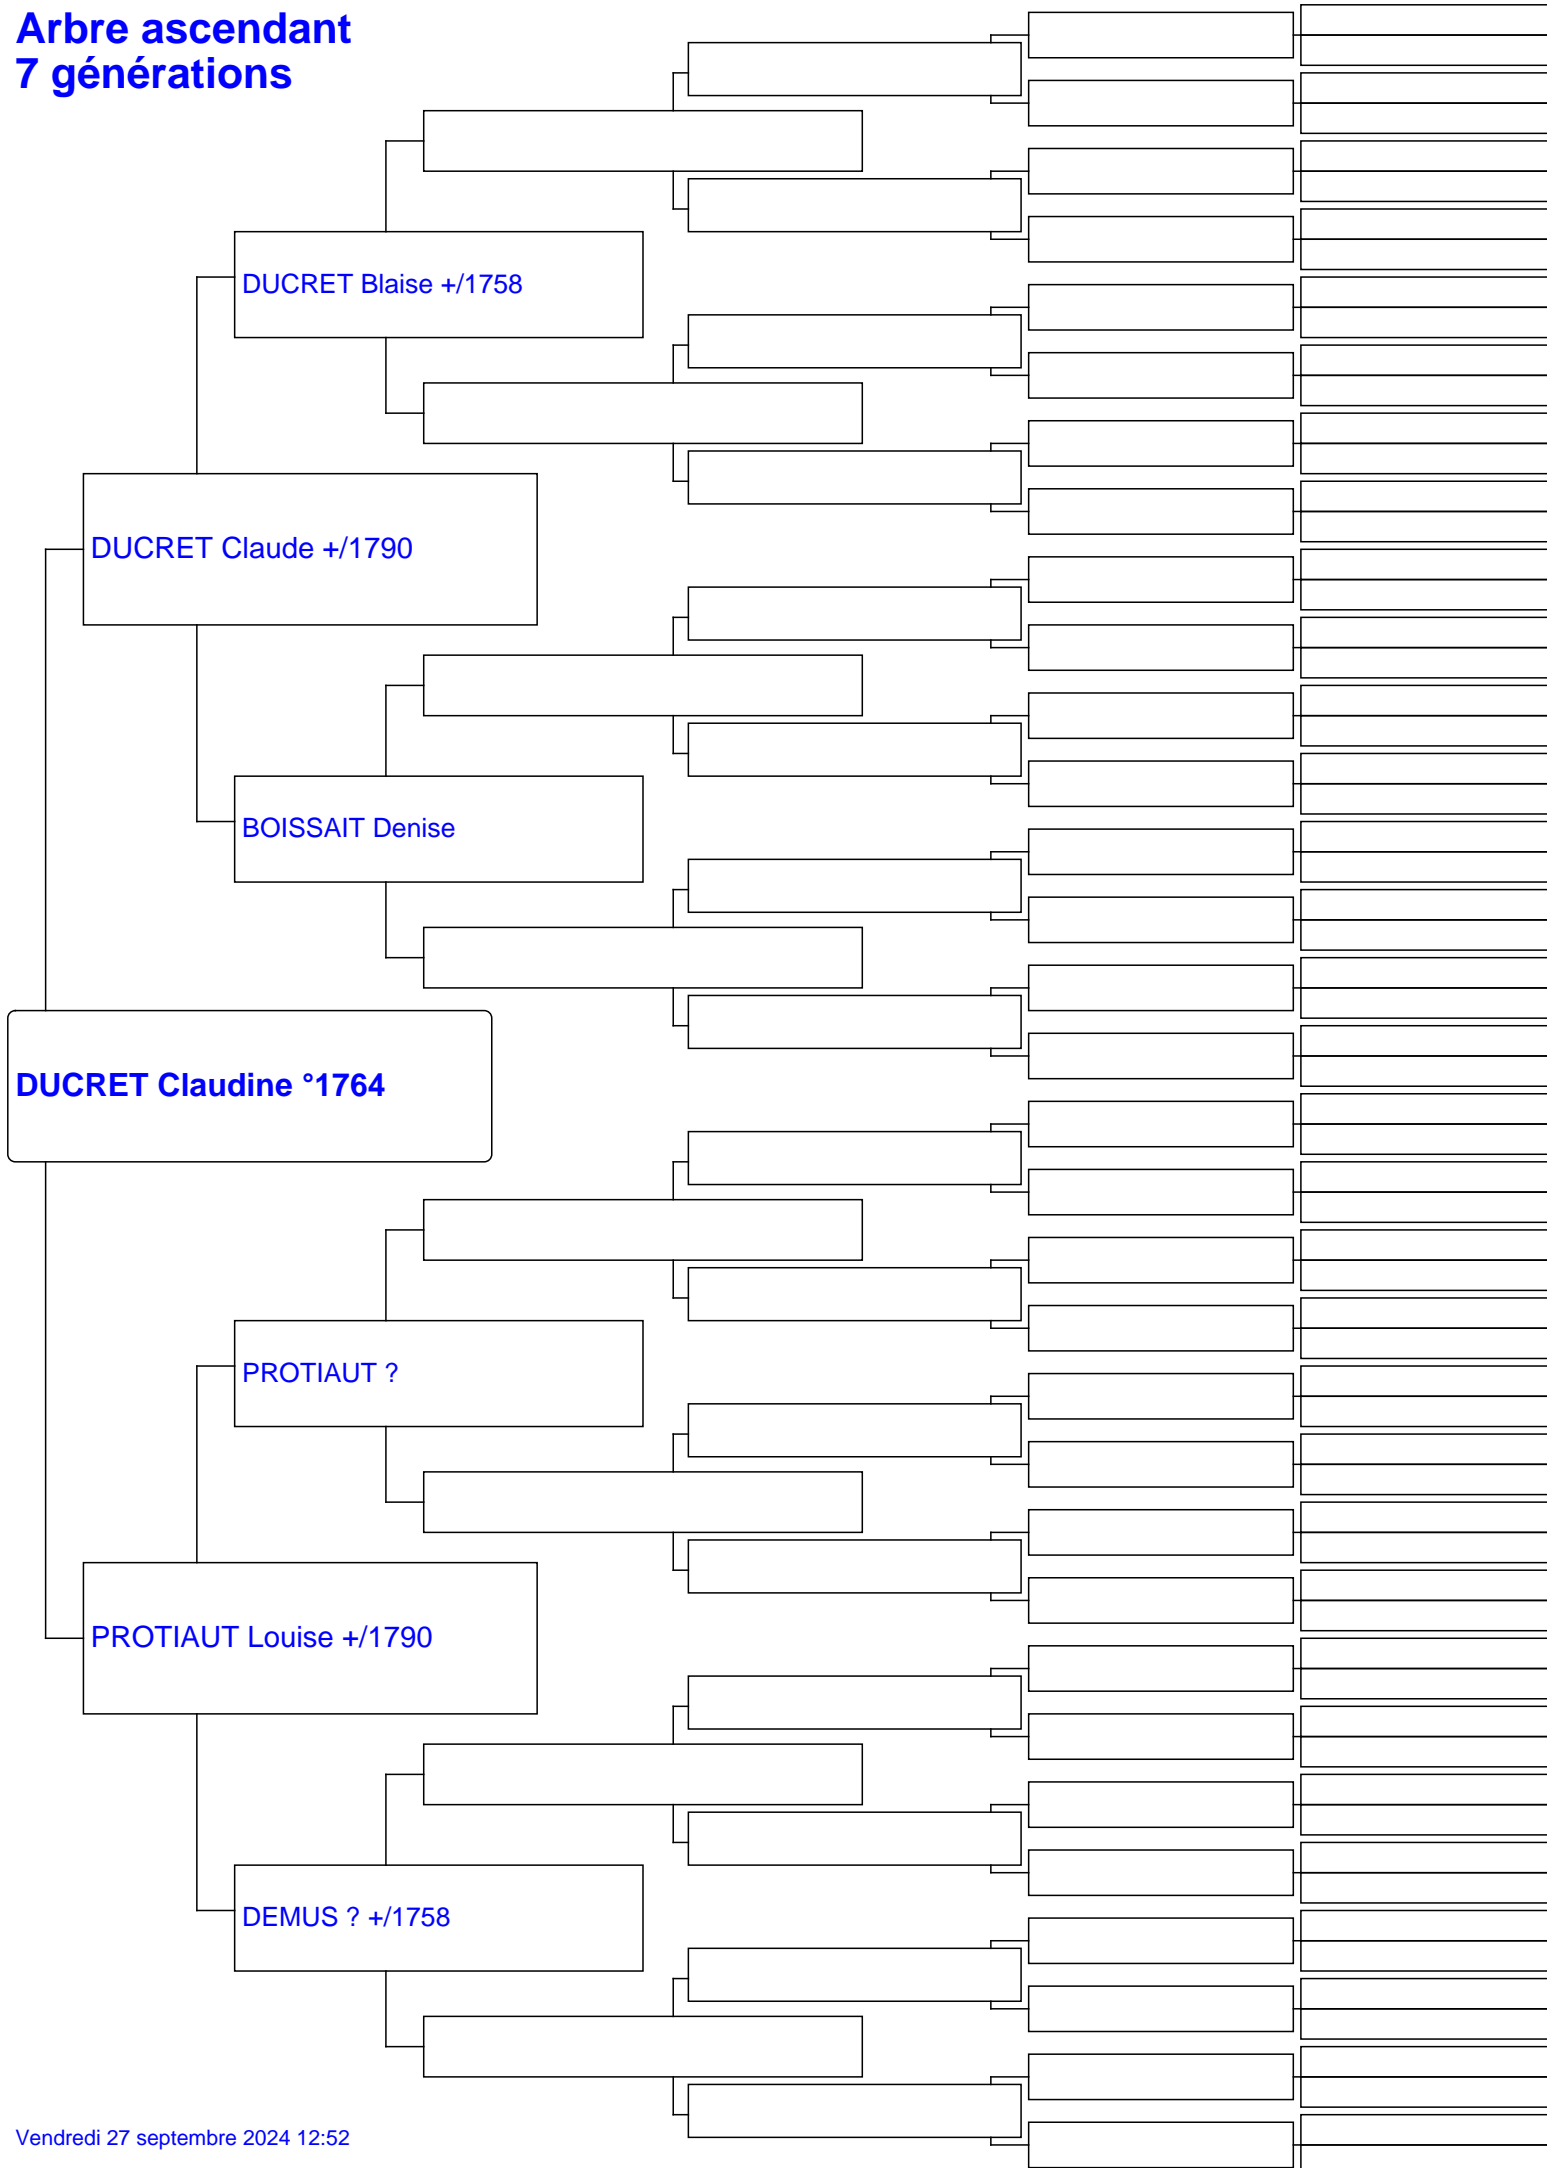 Arbre ascendant
7 générations
DUCRET Blaise +/1758
DUCRET Claude +/1790
BOISSAIT Denise
DUCRET Claudine °1764
PROTIAUT ?
PROTIAUT Louise +/1790
DEMUS ? +/1758
Vendredi 27 septembre 2024 12:52